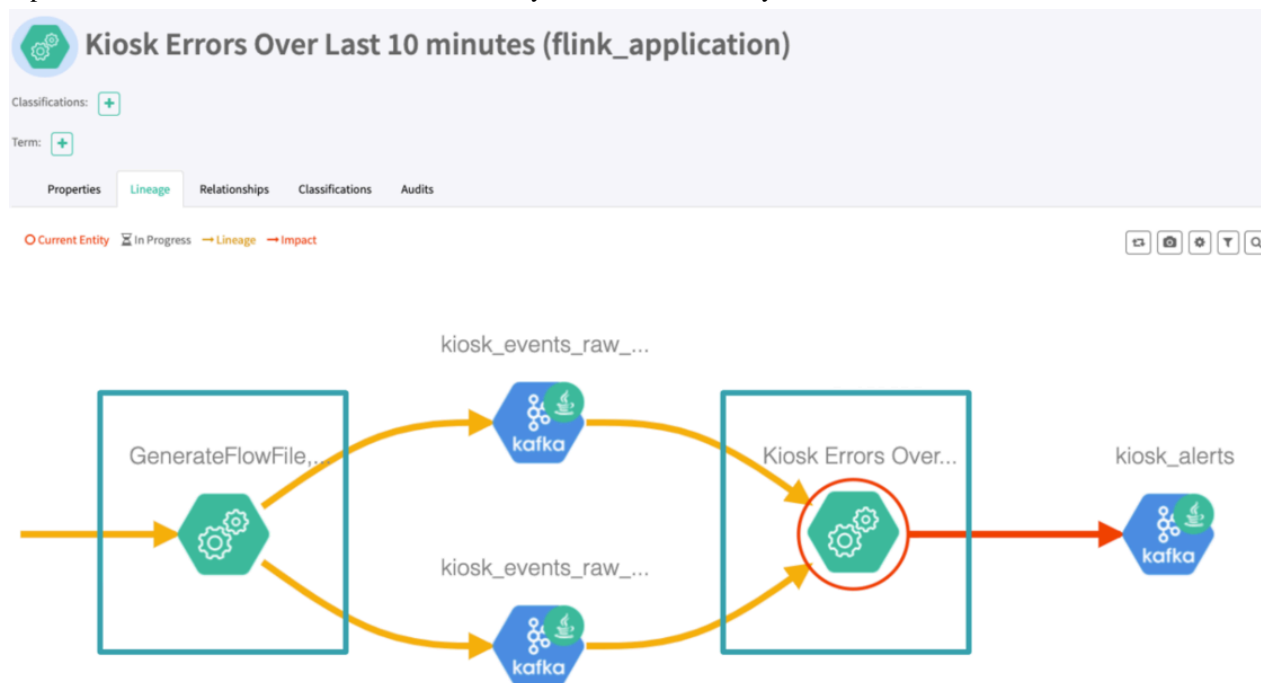 Kiosk Errors Over Last 10 minutes (flink_application)
Classifications: +
Term: +
Properties Lineage Relationships Classifications Audits
Current Entity In Progress Lineage Impact
kiosk_events_raw_...
kafka
GenerateFlowFile,...
Kiosk Errors Over...
kiosk_alerts
kafka
kiosk_events_raw_...
kafka